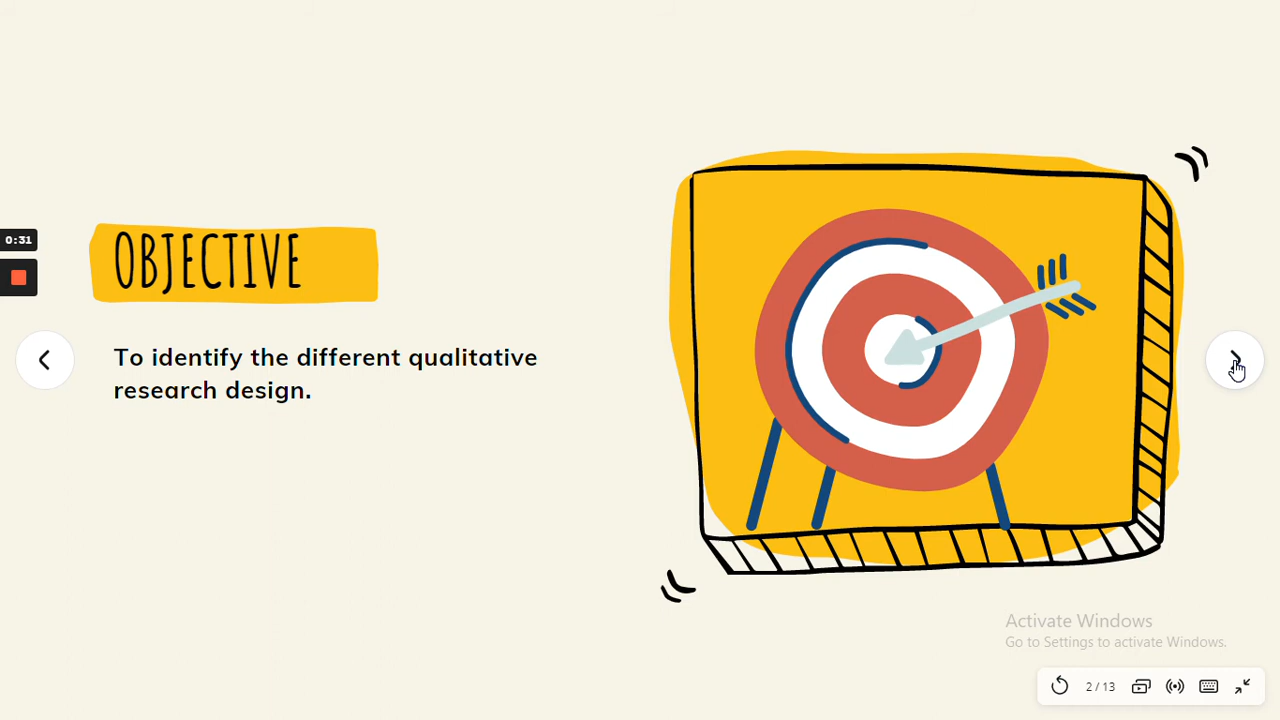 0:31
OBJECTIVE
To identify the different qualitative
research design.
Activate Windows
Go to Settings to activate Windows.
2 / 13